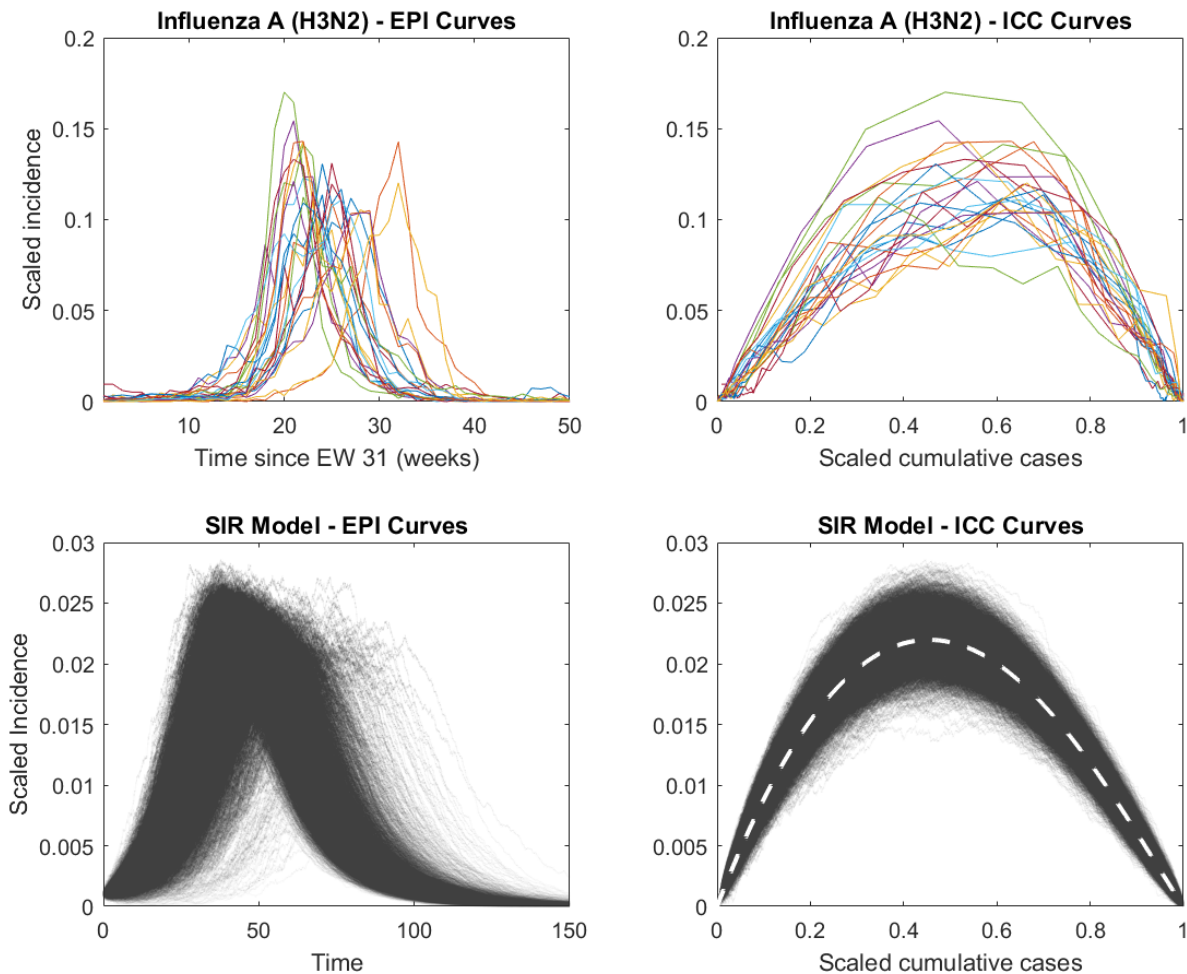 Influenza A (H3N2) - EPI Curves
0.2
0.15
0.1
0.05
0
Scaled incidence
10 20 30 40 50
Time since EW 31 (weeks)
Influenza A (H3N2) - ICC Curves
0.2
0.15
0.1
0.05
0
0 0.2 0.4 0.6 0.8 1
Scaled cumulative cases
SIR Model - EPI Curves
0.03
0.025
0.02
0.015
0.01
0.005
0
Scaled Incidence
0 50 100 150
Time
SIR Model - ICC Curves
0.03
0.025
0.02
0.015
0.01
0.005
0
0 0.2 0.4 0.6 0.8 1
Scaled cumulative cases